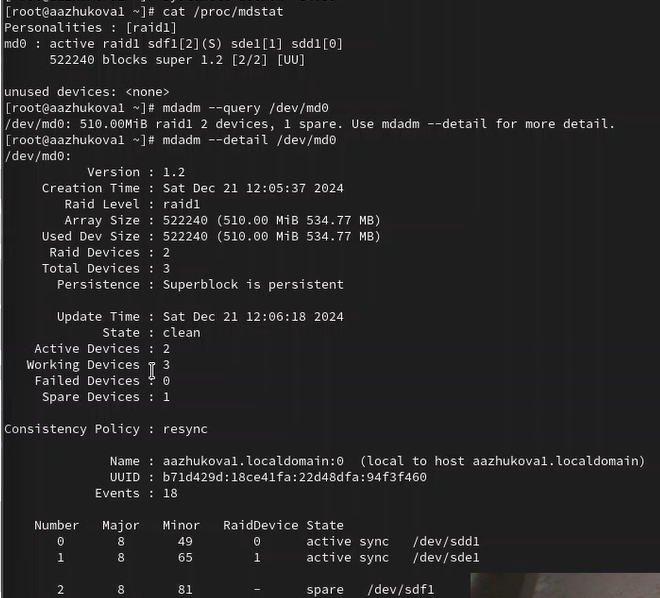 [root@aazhukova1 ~]# cat /proc/mdstat
Personalities : [raid1]
md0 : active raid1 sdf1[2](S) sde1[1] sdd1[0]
      522240 blocks super 1.2 [2/2] [UU]
unused devices: <none>
[root@aazhukova1 ~]# mdadm --query /dev/md0
/dev/md0: 510.00MiB raid1 2 devices, 1 spare. Use mdadm --detail for more detail.
[root@aazhukova1 ~]# mdadm --detail /dev/md0
/dev/md0:
           Version : 1.2
     Creation Time : Sat Dec 21 12:05:37 2024
        Raid Level : raid1
        Array Size : 522240 (510.00 MiB 534.77 MB)
     Used Dev Size : 522240 (510.00 MiB 534.77 MB)
      Raid Devices : 2
     Total Devices : 3
       Persistence : Superblock is persistent
       Update Time : Sat Dec 21 12:06:18 2024
             State : clean
    Active Devices : 2
   Working Devices : 3
    Failed Devices : 0
     Spare Devices : 1
Consistency Policy : resync
              Name : aazhukova1.localdomain:0  (local to host aazhukova1.localdomain)
              UUID : b71d429d:18ce41fa:22d48dfa:94f3f460
            Events : 18
    Number   Major   Minor   RaidDevice State
       0       8       49        0      active sync   /dev/sdd1
       1       8       65        1      active sync   /dev/sde1
       2       8       81        -      spare   /dev/sdf1